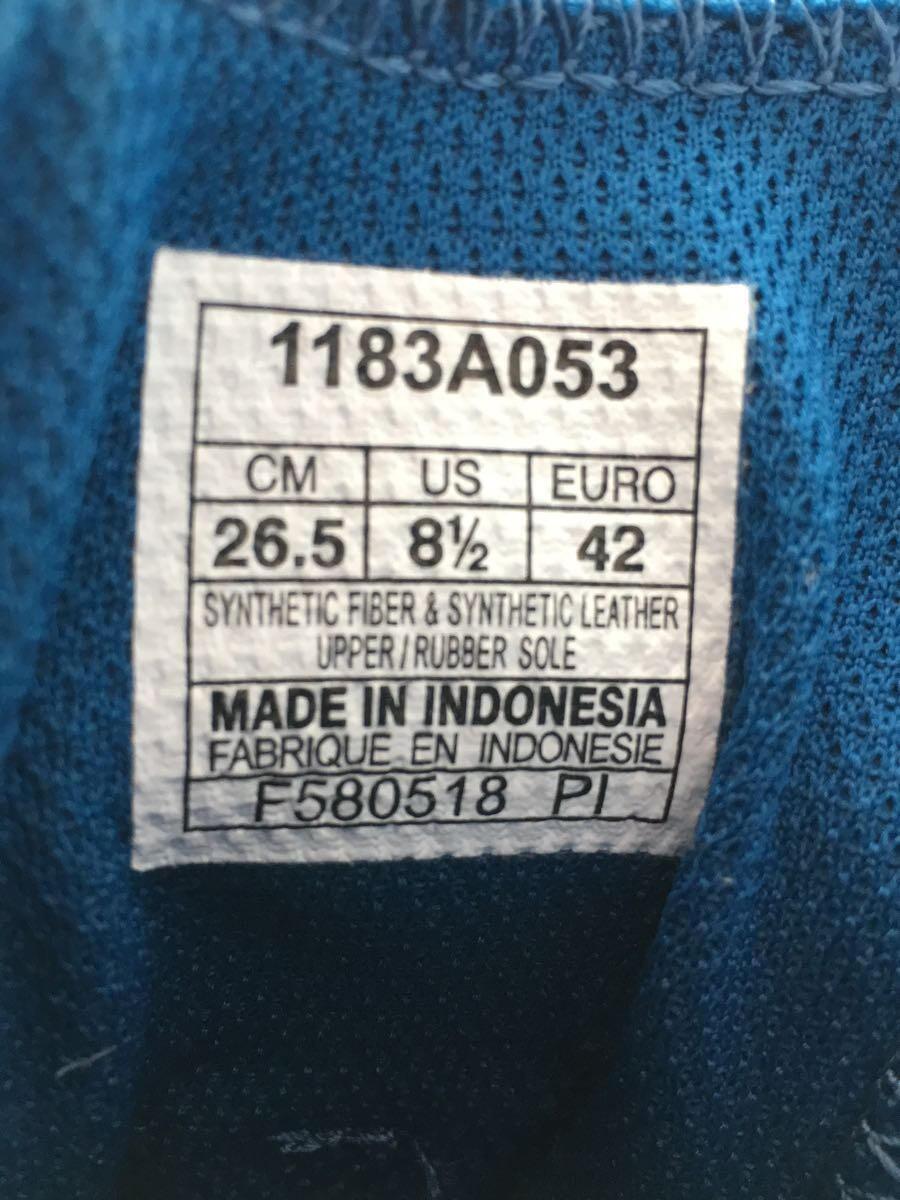 1183A053
CM US EURO
26.5 8½ 42
SYNTHETIC FIBER & SYNTHETIC LEATHER
UPPER / RUBBER SOLE
MADE IN INDONESIA
FABRIQUE EN INDONESIE
F580518 PI